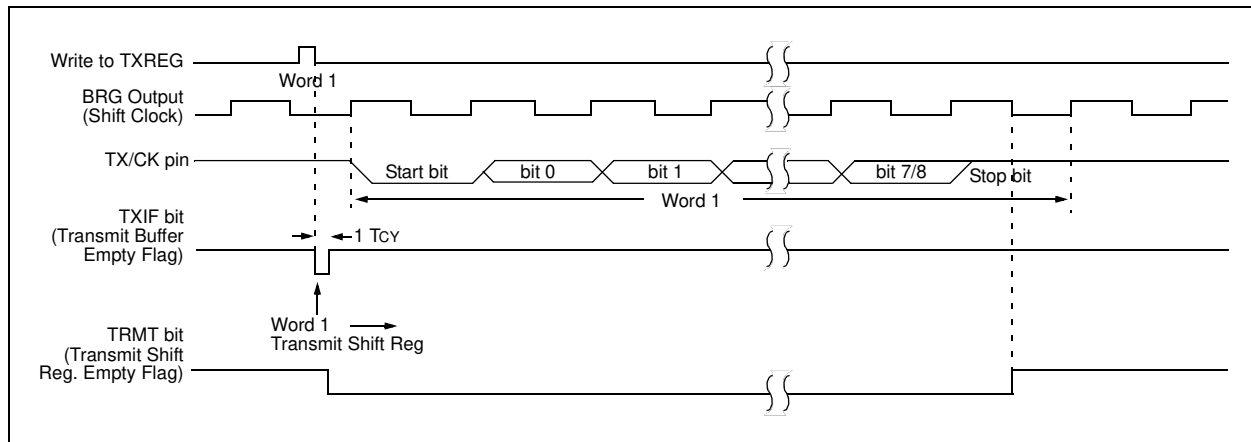 Write to TXREG
Word 1
BRG Output
(Shift Clock)
TX/CK pin
Start bit
bit 0
bit 1
bit 7/8
Stop bit
Word 1
TXIF bit
(Transmit Buffer
Empty Flag)
1 TCY
Word 1
Transmit Shift Reg
TRMT bit
(Transmit Shift
Reg. Empty Flag)